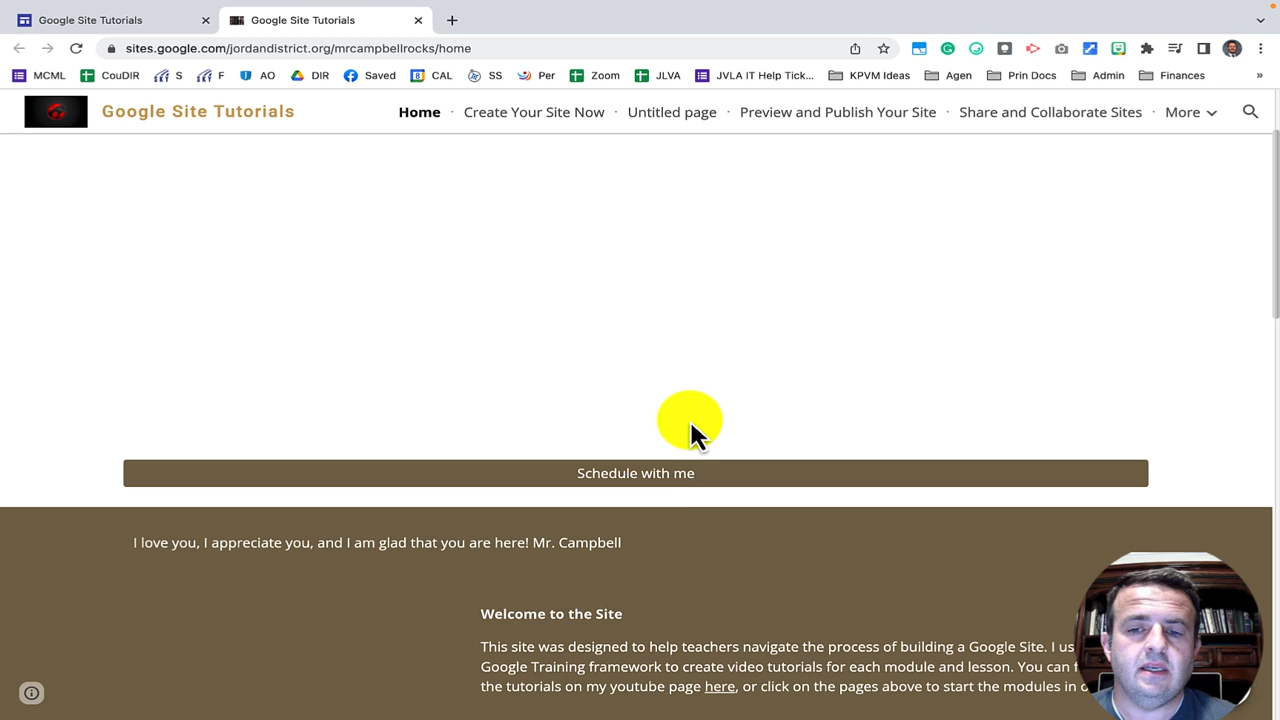 Google Site Tutorials
Google Site Tutorials
sites.google.com/jordandistrict.org/mrcampbellrocks/home
MCML CouDIR S F AO DIR Saved CAL SS Per Zoom JLVA JVLA IT Help Tick... KPVM Ideas Agen Prin Docs Admin Finances »
Google Site Tutorials
Home · Create Your Site Now · Untitled page · Preview and Publish Your Site · Share and Collaborate Sites · More
Schedule with me
I love you, I appreciate you, and I am glad that you are here! Mr. Campbell
Welcome to the Site
This site was designed to help teachers navigate the process of building a Google Site. I
Google Training framework to create video tutorials for each module and lesson. You can
the tutorials on my youtube page here, or click on the pages above to start the modules in